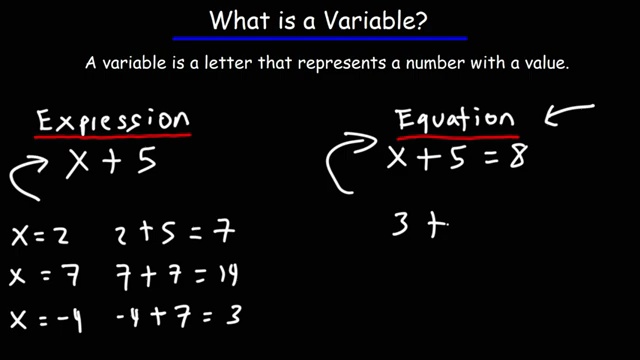 What is a Variable?
A variable is a letter that represents a number with a value.
Expression
x + 5
x = 2 2 + 5 = 7
x = 7 7 + 7 = 14
x = -4 -4 + 7 = 3
Equation
x + 5 = 8
3 +